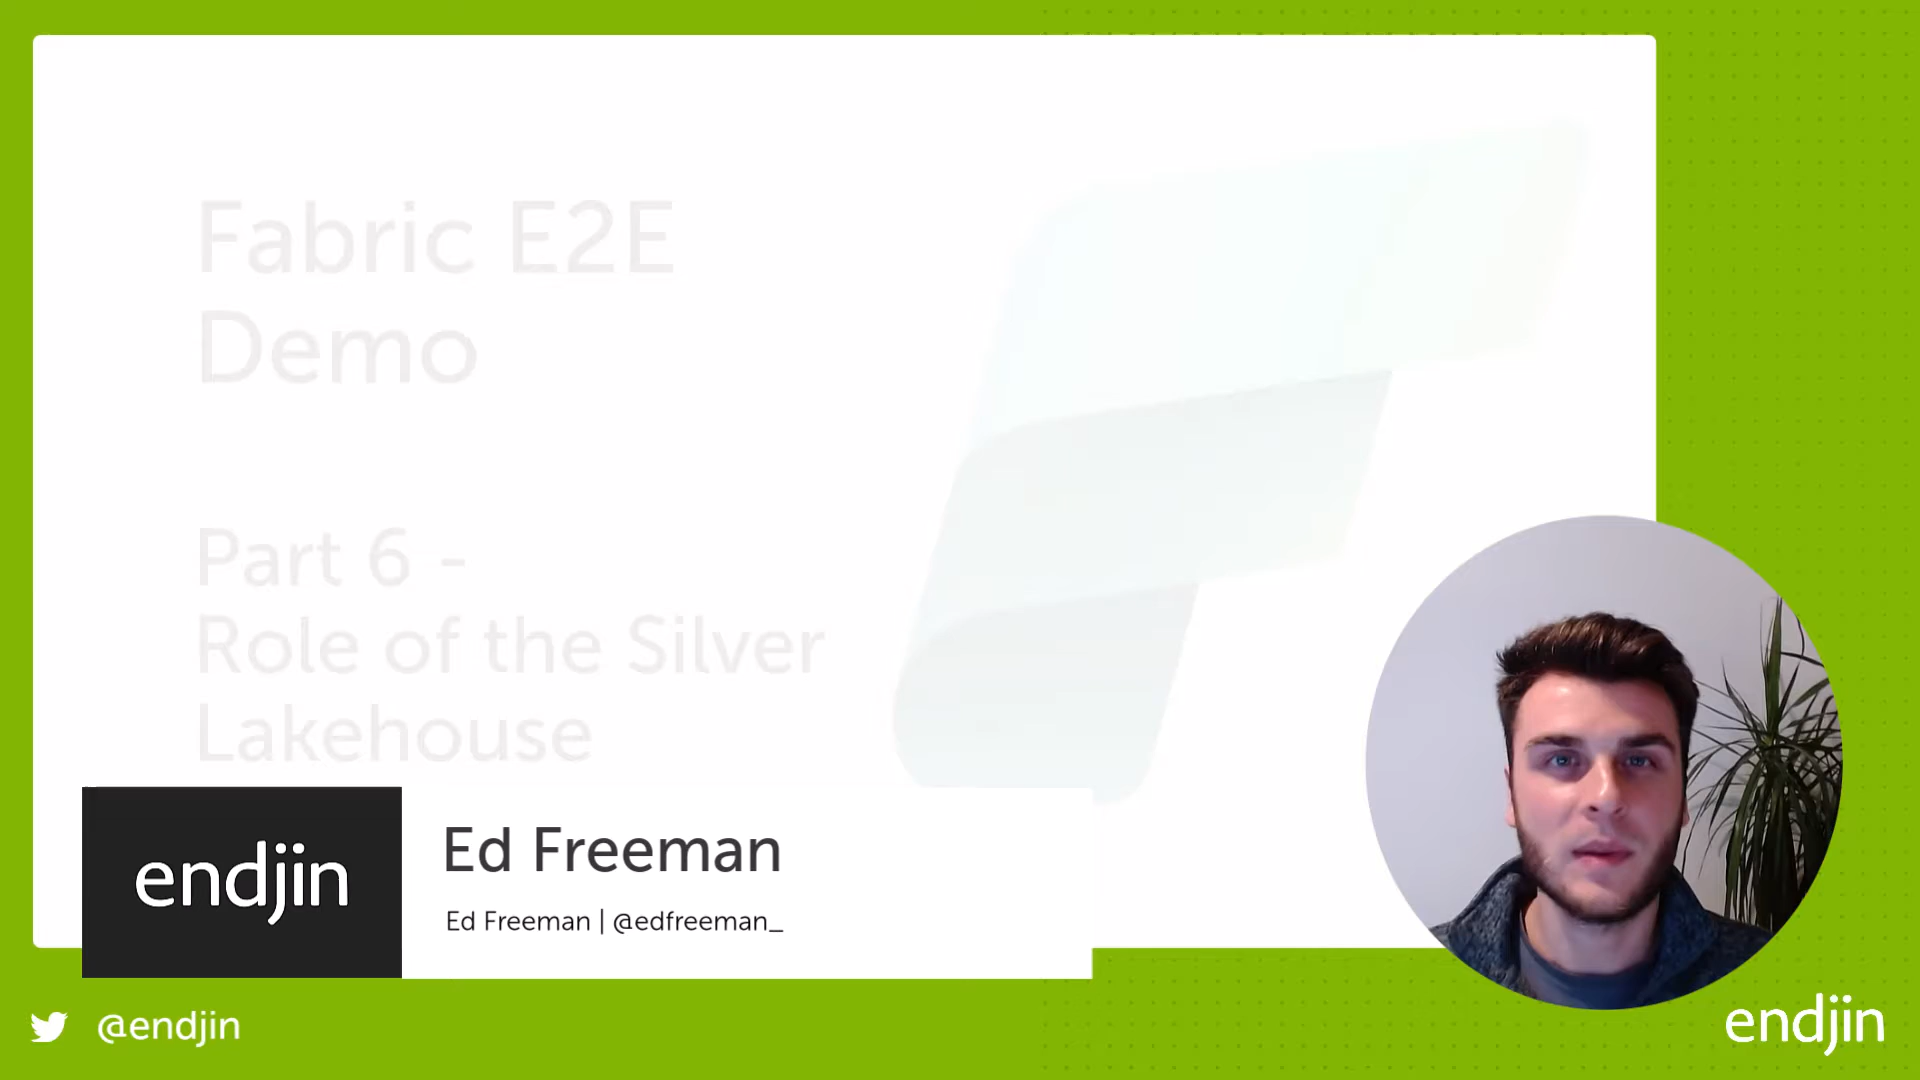 Fabric E2E
Demo
Part 6 -
Role of the Silver
Lakehouse
endjin
Ed Freeman
Ed Freeman | @edfreeman_
@endjin
endjin